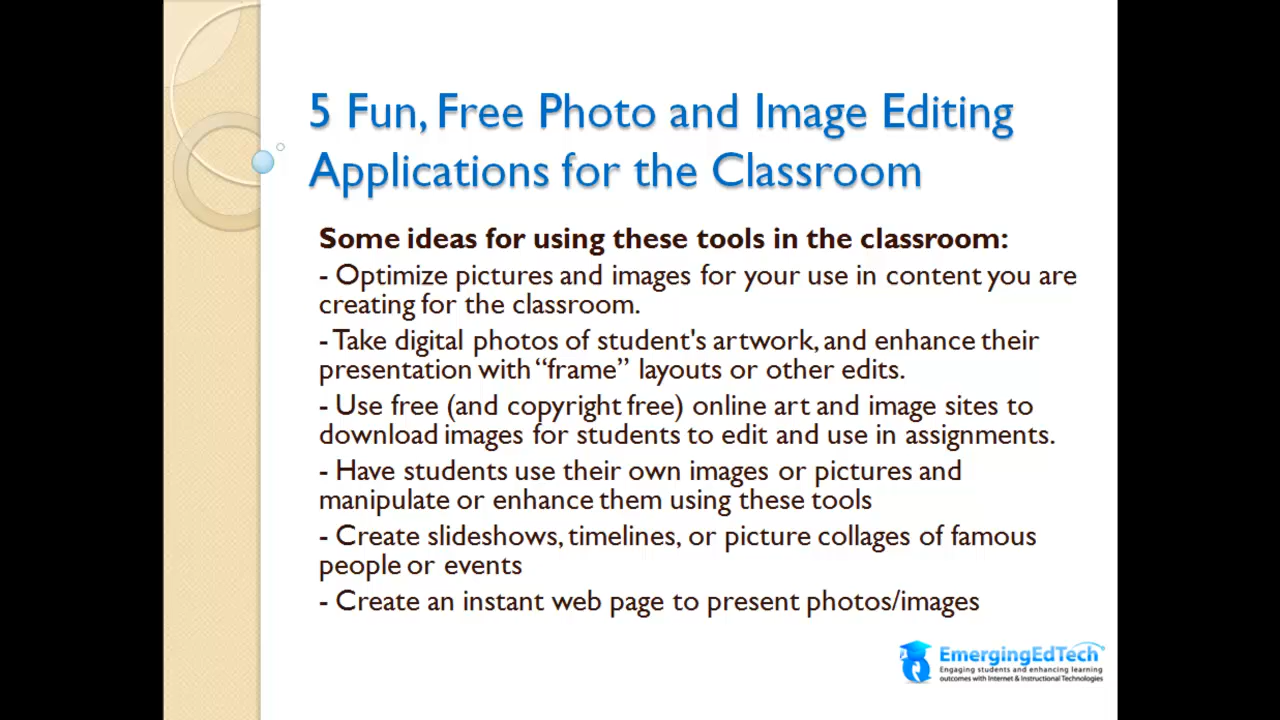 5 Fun, Free Photo and Image Editing
Applications for the Classroom
Some ideas for using these tools in the classroom:
- Optimize pictures and images for your use in content you are
creating for the classroom.
- Take digital photos of student's artwork, and enhance their
presentation with “frame” layouts or other edits.
- Use free (and copyright free) online art and image sites to
download images for students to edit and use in assignments.
- Have students use their own images or pictures and
manipulate or enhance them using these tools
- Create slideshows, timelines, or picture collages of famous
people or events
- Create an instant web page to present photos/images
EmergingEdTech
Engaging students and enhancing learning
outcomes with Internet & Instructional Technologies